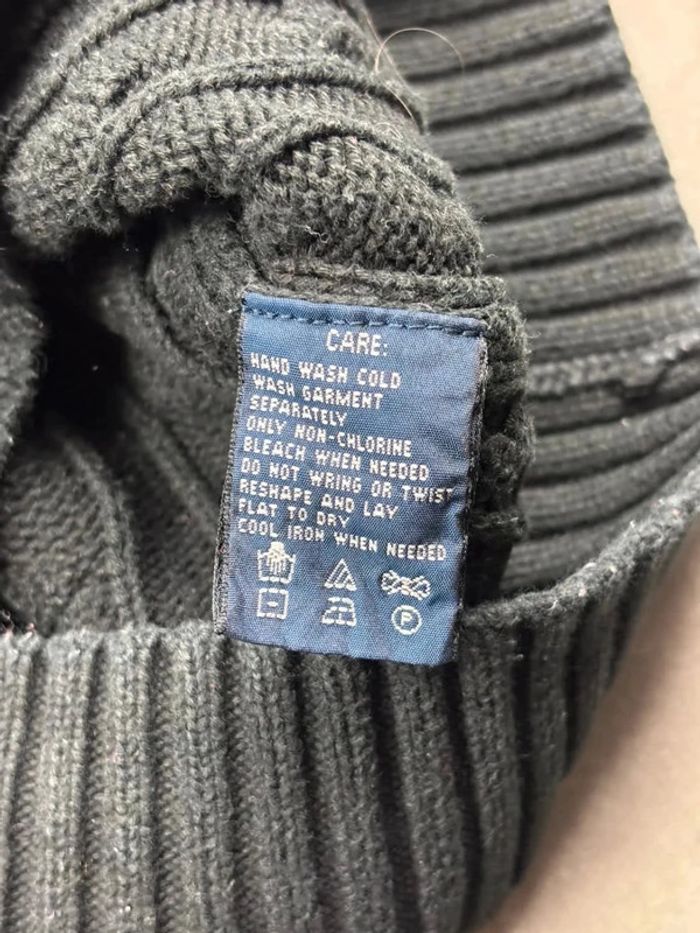 CARE:
HAND WASH COLD
WASH GARMENT
SEPARATELY
ONLY NON-CHLORINE
BLEACH WHEN NEEDED
DO NOT WRING OR TWIST
RESHAPE AND LAY
FLAT TO DRY
COOL IRON WHEN NEEDED
P